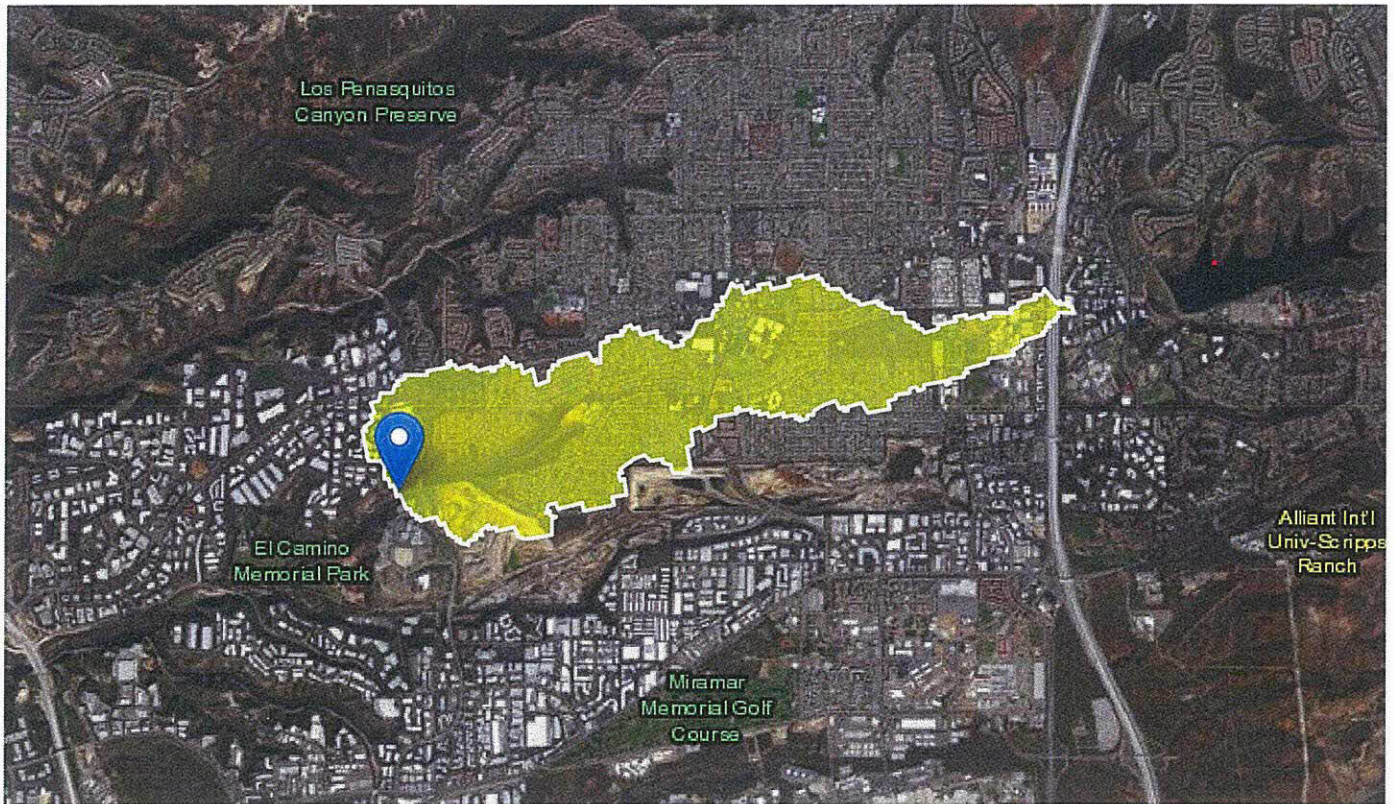 Los Penasquitos
Canyon Preserve
El Camino
Memorial Park
Alliant Int'l
Univ-Scripps
Ranch
Miramar
Memorial Golf
Course